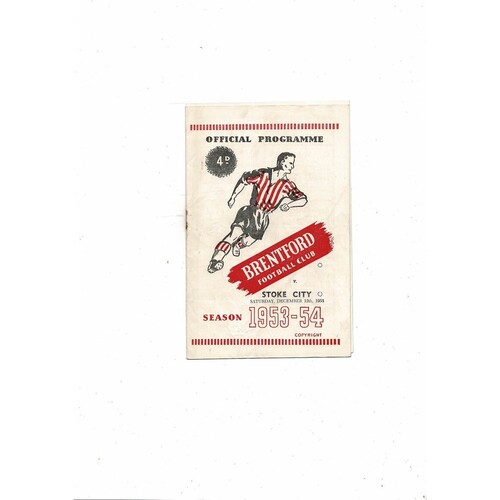 OFFICIAL PROGRAMME
4D
BRENTFORD
FOOTBALL CLUB
v.
STOKE CITY
SATURDAY, DECEMBER
SEASON 1953-54
COPYRIGHT